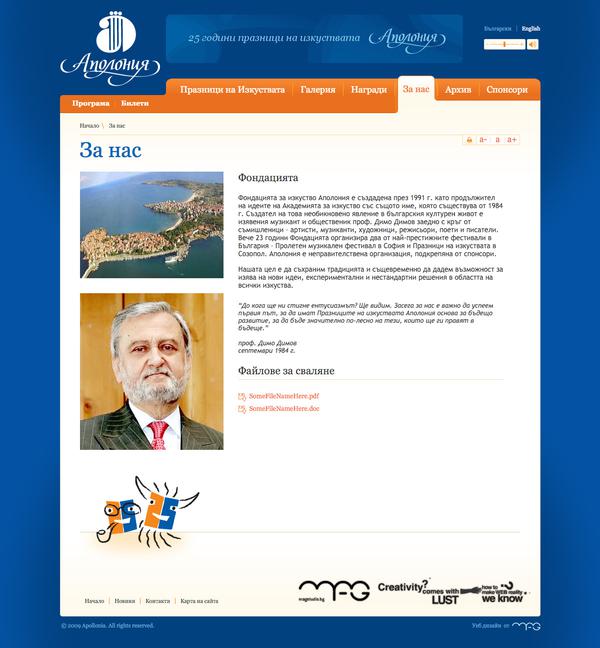 Аполония
25 години празници на изкуствата Аполония
Български | English
Празници на Изкуствата
Галерия
Награди
За нас
Архив
Спонсори
Програма
Билети
Начало \ За нас
За нас
a- a a+
Фондацията
Фондацията за изкуство Аполония е създадена през 1991 г. като продължител
на идеите на Академията за изкуство със същото име, която съществува от 1984
г. Създател на това необикновено явление в българския културен живот е
изявения музикант и общественик проф. Димо Димов заедно с кръг от
съмишленици – артисти, музиканти, художници, режисьори, поети и писатели.
Вече 23 години Фондацията организира два от най-престижните фестивали в
България – Пролетен музикален фестивал в София и Празници на изкуствата в
Созопол. Аполония е неправителствена организация, подкрепяна от спонсори.
Нашата цел е да съхраним традицията и същевременно да дадем възможност за
изява на нови идеи, експериментални и нестандартни решения в областта на
всички изкуства.
“До кога ще ни стигне ентусиазмът? Ще видим. Засега за нас е важно да успеем
първия път, за да имат Празниците на изкуствата Аполония основа за бъдещо
развитие, за да бъде значително по-лесно на тези, които ще ги правят в
бъдеще.”
проф. Димо Димов
септември 1984 г.
Файлове за сваляне
SomeFileNameHere.pdf
SomeFileNameHere.doc
25 25
Начало | Новини | Контакти | Карта на сайта
magstudio.bg
Creativity? comes with LUST
how to make WEB reality we know
© 2009 Apollonia. All rights reserved.
Уеб дизайн от